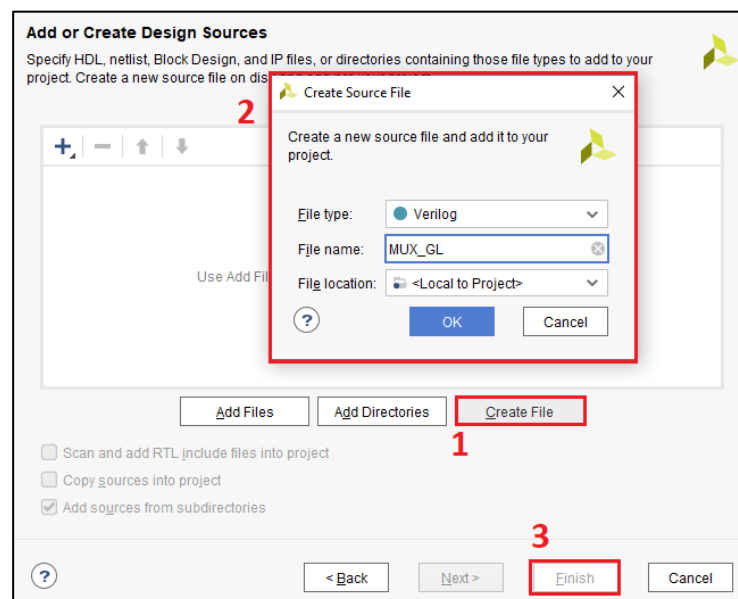 Add or Create Design Sources
Specify HDL, netlist, Block Design, and IP files, or directories containing those file types to add to your
project. Create a new source file on dis
2
Create Source File
Create a new source file and add it to your
project.
File type:
Verilog
File name:
MUX_GL
File location:
<Local to Project>
?
OK
Cancel
Use Add Fil
Add Files
Add Directories
Create File
1
Scan and add RTL include files into project
Copy sources into project
Add sources from subdirectories
3
?
< Back
Next >
Finish
Cancel